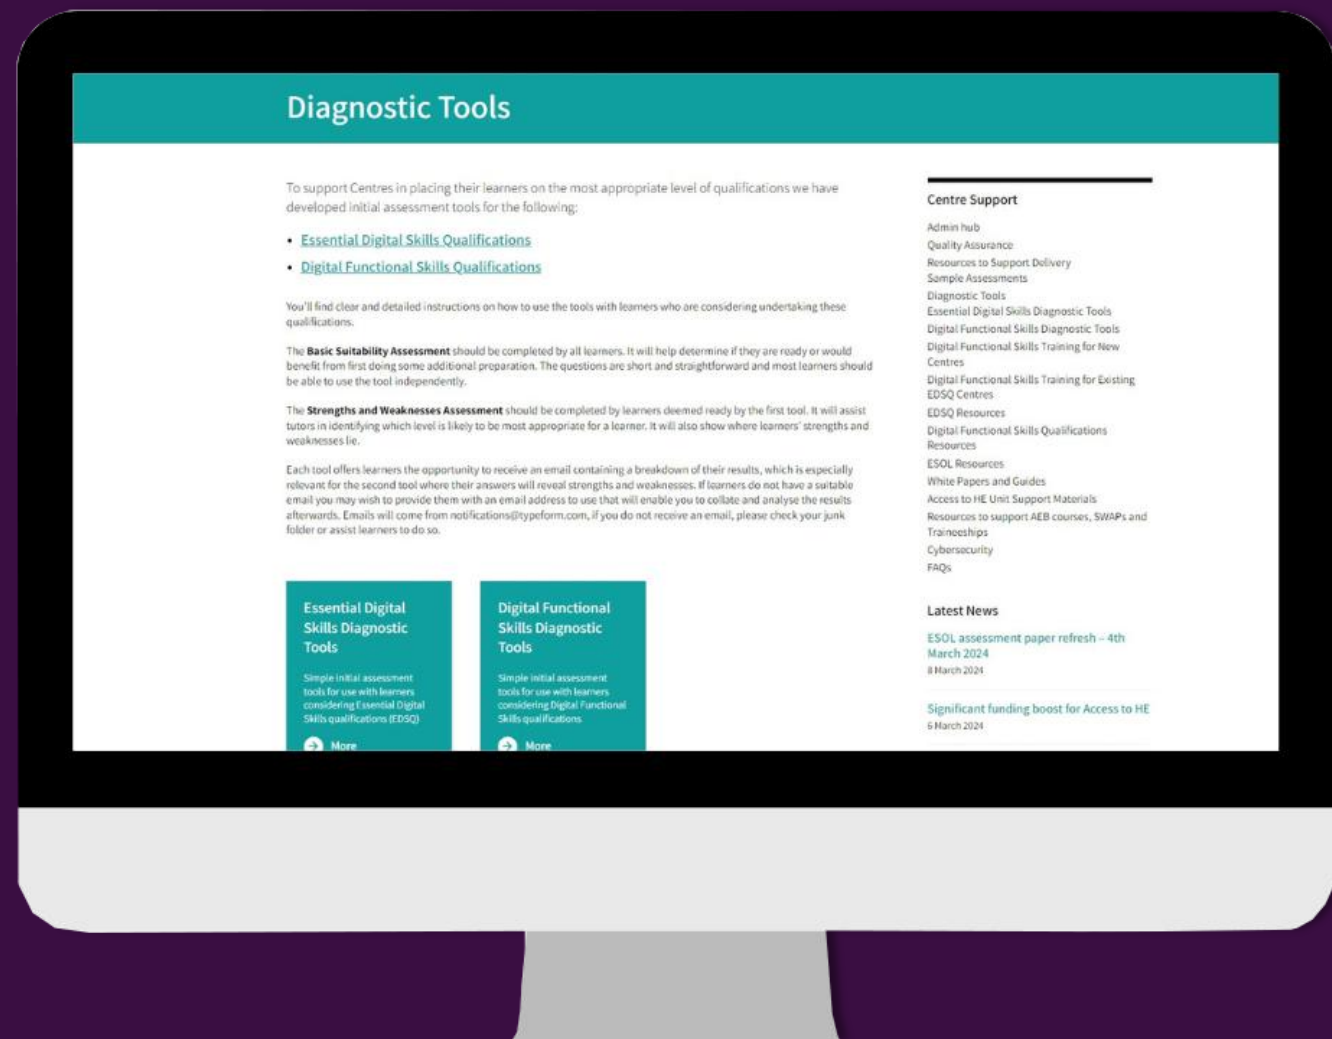 Diagnostic Tools
To support Centres in placing their learners on the most appropriate level of qualifications we have
developed initial assessment tools for the following:
• Essential Digital Skills Qualifications
• Digital Functional Skills Qualifications
You'll find clear and detailed instructions on how to use the tools with learners who are considering undertaking these
qualifications.
The Basic Suitability Assessment should be completed by all learners. It will help determine if they are ready or would
benefit from first doing some additional preparation. The questions are short and straightforward and most learners should
be able to use the tool independently.
The Strengths and Weaknesses Assessment should be completed by learners deemed ready by the first tool. It will assist
tutors in identifying which level is likely to be most appropriate for a learner. It will also show where learners' strengths and
weaknesses lie.
Each tool offers learners the opportunity to receive an email containing a breakdown of their results, which is especially
relevant for the second tool where their answers will reveal strengths and weaknesses. If learners do not have a suitable
email you may wish to provide them with an email address to use that will enable you to collate and analyse the results
afterwards. Emails will come from notifications@typeform.com, if you do not receive an email, please check your junk
folder or assist learners to do so.
Essential Digital
Skills Diagnostic
Tools
Simple initial assessment
tools for use with learners
considering Essential Digital
Skills qualifications (EDSQ)
More
Digital Functional
Skills Diagnostic
Tools
Simple initial assessment
tools for use with learners
considering Digital Functional
Skills qualifications
More
Centre Support
Admin hub
Quality Assurance
Resources to Support Delivery
Sample Assessments
Diagnostic Tools
Essential Digital Skills Diagnostic Tools
Digital Functional Skills Diagnostic Tools
Digital Functional Skills Training for New
Centres
Digital Functional Skills Training for Existing
EDSQ Centres
EDSQ Resources
Digital Functional Skills Qualifications
Resources
ESOL Resources
White Papers and Guides
Access to HE Unit Support Materials
Resources to support AEB courses, SWAPs and
Traineeships
Cybersecurity
FAQs
Latest News
ESOL assessment paper refresh – 4th
March 2024
8 March 2024
Significant funding boost for Access to HE
6 March 2024